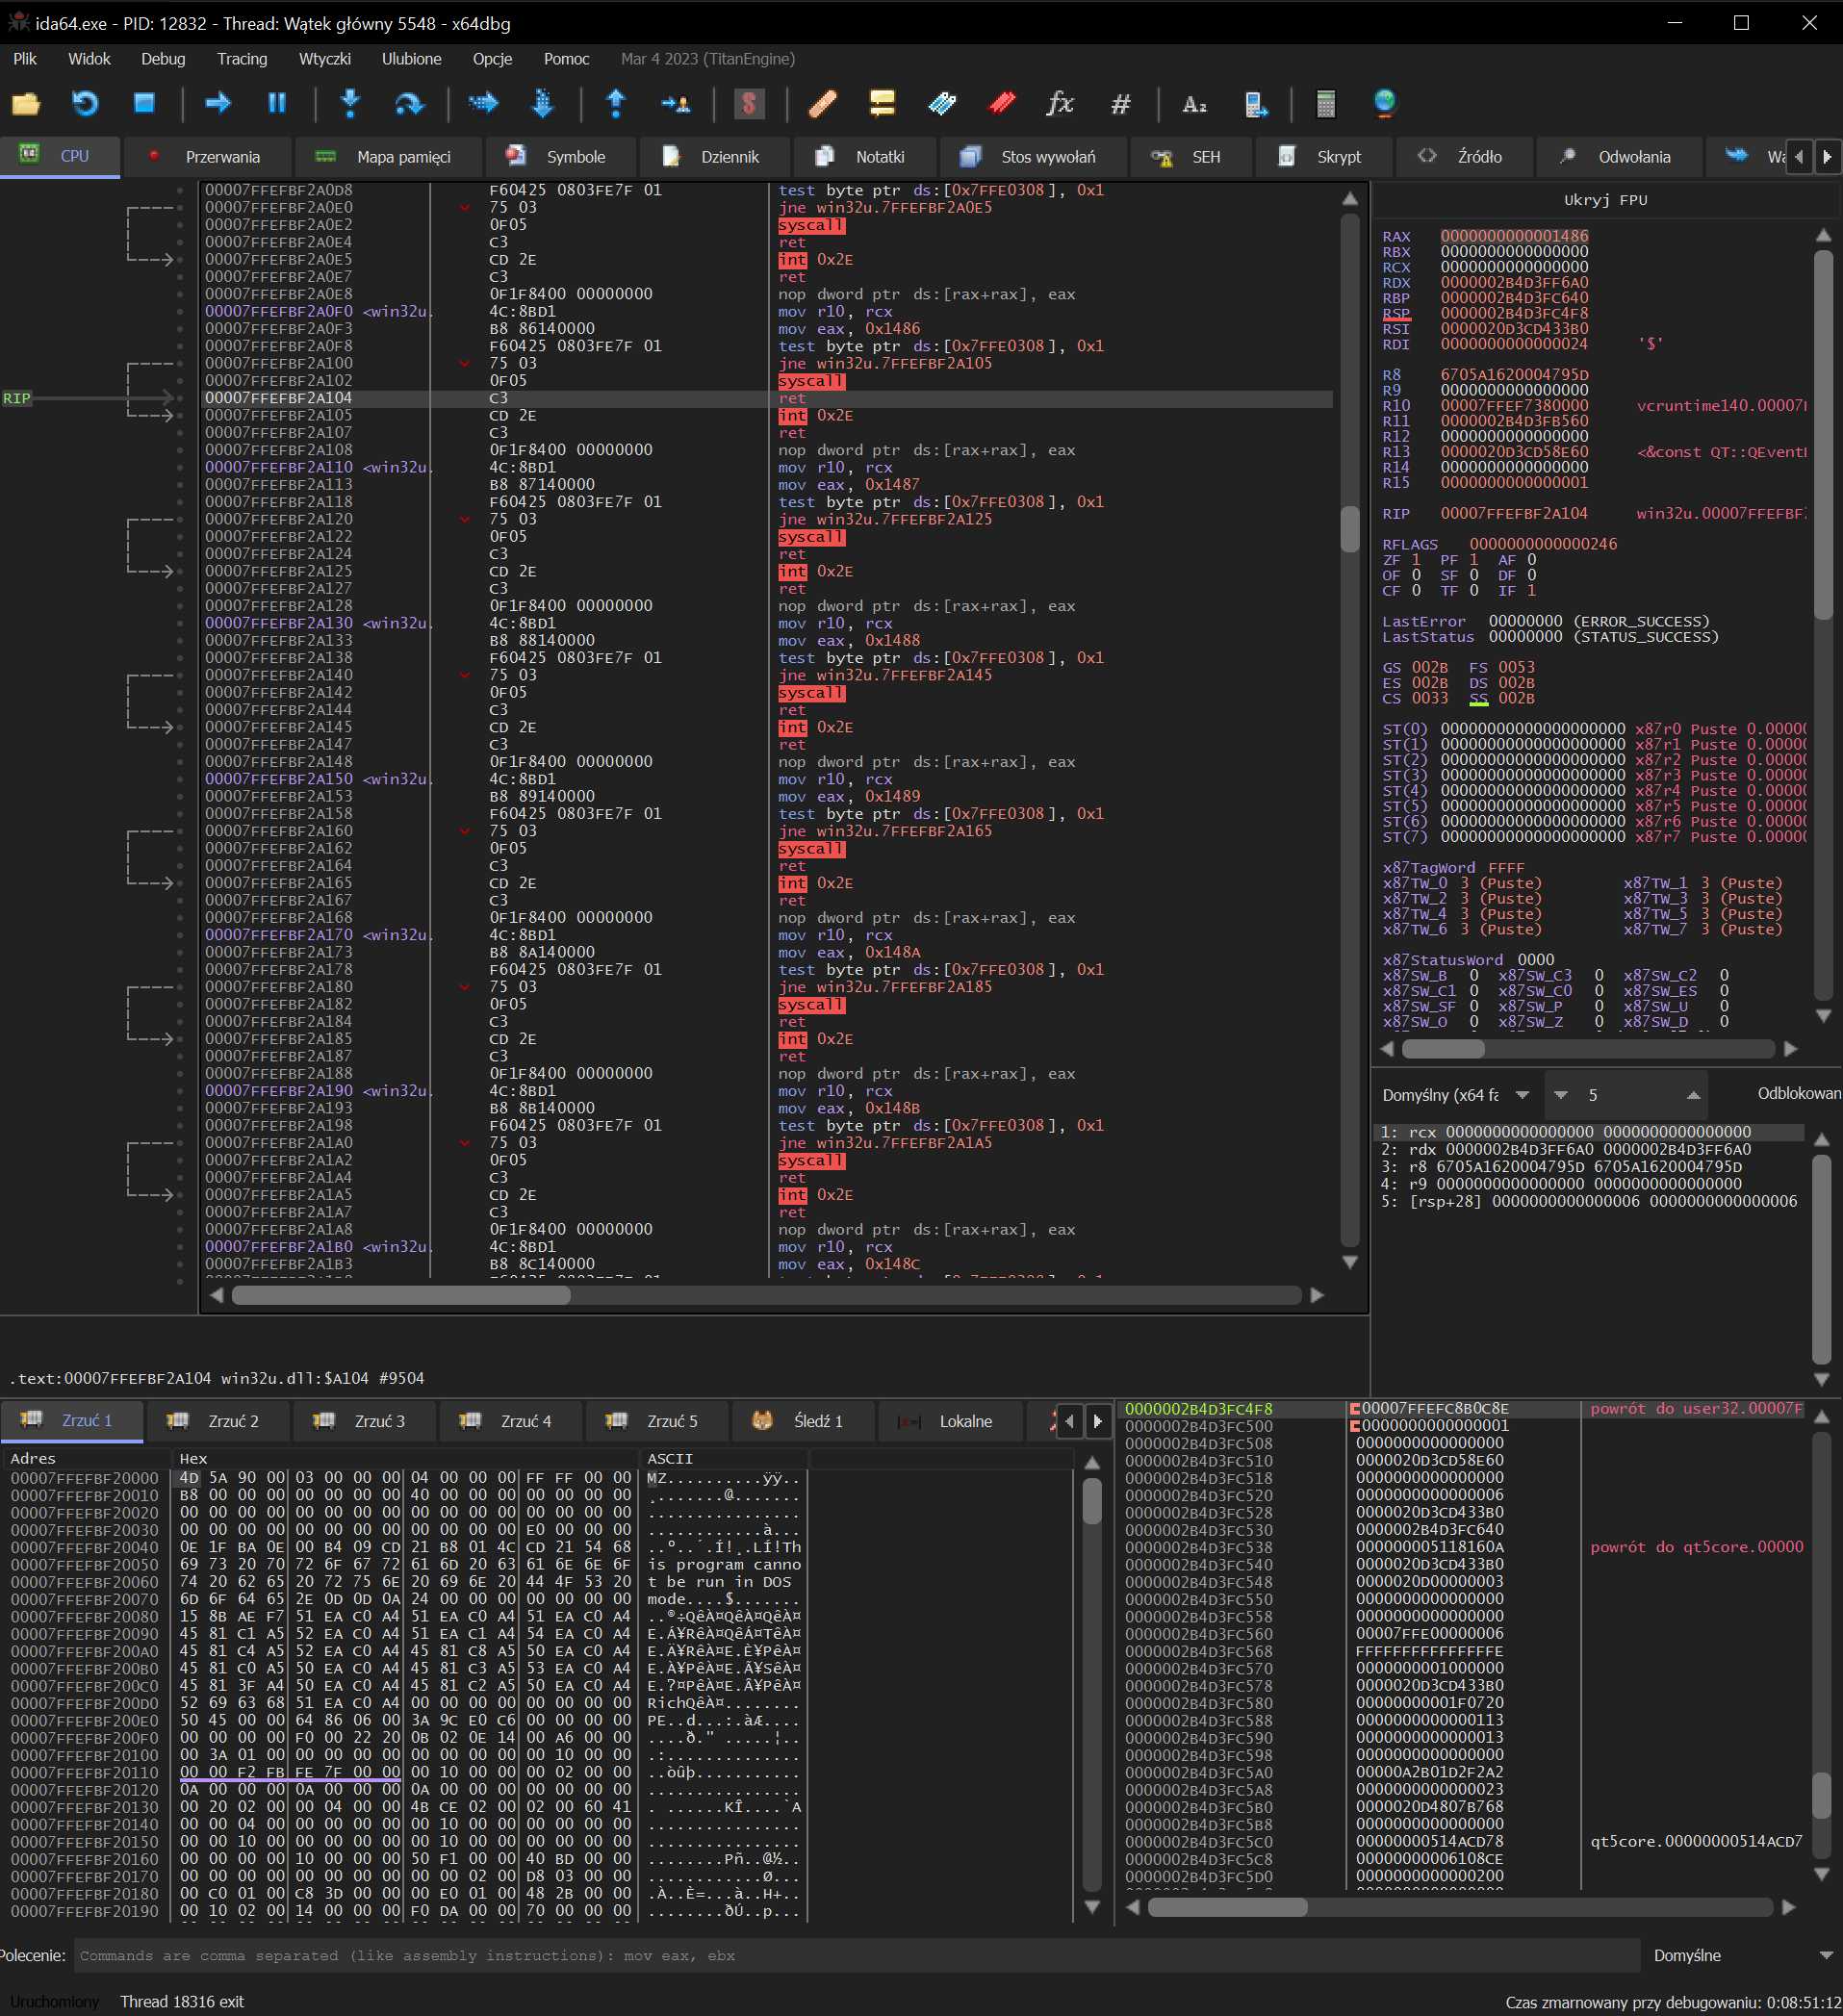 ida64.exe - PID: 12832 - Thread: Wątek główny 5548 - x64dbg
Plik Widok Debug Tracing Wtyczki Ulubione Opcje Pomoc Mar 4 2023 (TitanEngine)
CPU Przerwania Mapa pamięci Symbole Dziennik Notatki Stos wywołań SEH Skrypt Źródło Odwołania
00007FFEFBF2A0D8 F60425 0803FE7F 01 test byte ptr ds:[0x7FFE0308], 0x1
00007FFEFBF2A0E0 75 03 jne win32u.7FFEFBF2A0E5
00007FFEFBF2A0E2 0F05 syscall
00007FFEFBF2A0E4 C3 ret
00007FFEFBF2A0E5 CD 2E int 0x2E
00007FFEFBF2A0E7 C3 ret
00007FFEFBF2A0E8 0F1F8400 00000000 nop dword ptr ds:[rax+rax], eax
00007FFEFBF2A0F0 <win32u. 4C:8BD1 mov r10, rcx
00007FFEFBF2A0F3 B8 86140000 mov eax, 0x1486
00007FFEFBF2A0F8 F60425 0803FE7F 01 test byte ptr ds:[0x7FFE0308], 0x1
00007FFEFBF2A100 75 03 jne win32u.7FFEFBF2A105
00007FFEFBF2A102 0F05 syscall
RIP 00007FFEFBF2A104 C3 ret
00007FFEFBF2A105 CD 2E int 0x2E
00007FFEFBF2A107 C3 ret
00007FFEFBF2A108 0F1F8400 00000000 nop dword ptr ds:[rax+rax], eax
00007FFEFBF2A110 <win32u. 4C:8BD1 mov r10, rcx
00007FFEFBF2A113 B8 87140000 mov eax, 0x1487
00007FFEFBF2A118 F60425 0803FE7F 01 test byte ptr ds:[0x7FFE0308], 0x1
00007FFEFBF2A120 75 03 jne win32u.7FFEFBF2A125
00007FFEFBF2A122 0F05 syscall
00007FFEFBF2A124 C3 ret
00007FFEFBF2A125 CD 2E int 0x2E
00007FFEFBF2A127 C3 ret
00007FFEFBF2A128 0F1F8400 00000000 nop dword ptr ds:[rax+rax], eax
00007FFEFBF2A130 <win32u. 4C:8BD1 mov r10, rcx
00007FFEFBF2A133 B8 88140000 mov eax, 0x1488
00007FFEFBF2A138 F60425 0803FE7F 01 test byte ptr ds:[0x7FFE0308], 0x1
00007FFEFBF2A140 75 03 jne win32u.7FFEFBF2A145
00007FFEFBF2A142 0F05 syscall
00007FFEFBF2A144 C3 ret
00007FFEFBF2A145 CD 2E int 0x2E
00007FFEFBF2A147 C3 ret
00007FFEFBF2A148 0F1F8400 00000000 nop dword ptr ds:[rax+rax], eax
00007FFEFBF2A150 <win32u. 4C:8BD1 mov r10, rcx
00007FFEFBF2A153 B8 89140000 mov eax, 0x1489
00007FFEFBF2A158 F60425 0803FE7F 01 test byte ptr ds:[0x7FFE0308], 0x1
00007FFEFBF2A160 75 03 jne win32u.7FFEFBF2A165
00007FFEFBF2A162 0F05 syscall
00007FFEFBF2A164 C3 ret
00007FFEFBF2A165 CD 2E int 0x2E
00007FFEFBF2A167 C3 ret
00007FFEFBF2A168 0F1F8400 00000000 nop dword ptr ds:[rax+rax], eax
00007FFEFBF2A170 <win32u. 4C:8BD1 mov r10, rcx
00007FFEFBF2A173 B8 8A140000 mov eax, 0x148A
00007FFEFBF2A178 F60425 0803FE7F 01 test byte ptr ds:[0x7FFE0308], 0x1
00007FFEFBF2A180 75 03 jne win32u.7FFEFBF2A185
00007FFEFBF2A182 0F05 syscall
00007FFEFBF2A184 C3 ret
00007FFEFBF2A185 CD 2E int 0x2E
00007FFEFBF2A187 C3 ret
00007FFEFBF2A188 0F1F8400 00000000 nop dword ptr ds:[rax+rax], eax
00007FFEFBF2A190 <win32u. 4C:8BD1 mov r10, rcx
00007FFEFBF2A193 B8 8B140000 mov eax, 0x148B
00007FFEFBF2A198 F60425 0803FE7F 01 test byte ptr ds:[0x7FFE0308], 0x1
00007FFEFBF2A1A0 75 03 jne win32u.7FFEFBF2A1A5
00007FFEFBF2A1A2 0F05 syscall
00007FFEFBF2A1A4 C3 ret
00007FFEFBF2A1A5 CD 2E int 0x2E
00007FFEFBF2A1A7 C3 ret
00007FFEFBF2A1A8 0F1F8400 00000000 nop dword ptr ds:[rax+rax], eax
00007FFEFBF2A1B0 <win32u. 4C:8BD1 mov r10, rcx
00007FFEFBF2A1B3 B8 8C140000 mov eax, 0x148C
.text:00007FFEFBF2A104 win32u.dll:$A104 #9504
Ukryj FPU
RAX 0000000000001486
RBX 0000000000000000
RCX 0000000000000000
RDX 0000002B4D3FF6A0
RBP 0000002B4D3FC640
RSP 0000002B4D3FC4F8
RSI 0000020D3CD433B0
RDI 0000000000000024 '$'
R8 6705A1620004795D
R9 0000000000000000
R10 00007FFEF7380000 vcruntime140.00007
R11 0000002B4D3FB560
R12 0000000000000000
R13 0000020D3CD58E60 <&const QT::QEvent
R14 0000000000000000
R15 0000000000000001
RIP 00007FFEFBF2A104 win32u.00007FFEFBF
RFLAGS 0000000000000246
ZF 1 PF 1 AF 0
OF 0 SF 0 DF 0
CF 0 TF 0 IF 1
LastError 00000000 (ERROR_SUCCESS)
LastStatus 00000000 (STATUS_SUCCESS)
GS 002B FS 0053
ES 002B DS 002B
CS 0033 SS 002B
ST(0) 00000000000000000000 x87r0 Puste 0.0000
ST(1) 00000000000000000000 x87r1 Puste 0.0000
ST(2) 00000000000000000000 x87r2 Puste 0.0000
ST(3) 00000000000000000000 x87r3 Puste 0.0000
ST(4) 00000000000000000000 x87r4 Puste 0.0000
ST(5) 00000000000000000000 x87r5 Puste 0.0000
ST(6) 00000000000000000000 x87r6 Puste 0.0000
ST(7) 00000000000000000000 x87r7 Puste 0.0000
x87TagWord FFFF
x87TW_0 3 (Puste) x87TW_1 3 (Puste)
x87TW_2 3 (Puste) x87TW_3 3 (Puste)
x87TW_4 3 (Puste) x87TW_5 3 (Puste)
x87TW_6 3 (Puste) x87TW_7 3 (Puste)
x87StatusWord 0000
x87SW_B 0 x87SW_C3 0 x87SW_C2 0
x87SW_C1 0 x87SW_C0 0 x87SW_ES 0
x87SW_SF 0 x87SW_P 0 x87SW_U 0
x87SW_O 0 x87SW_Z 0 x87SW_D 0
Domyślny (x64 fa 5 Odblokowan
1: rcx 0000000000000000 0000000000000000
2: rdx 0000002B4D3FF6A0 0000002B4D3FF6A0
3: r8 6705A1620004795D 6705A1620004795D
4: r9 0000000000000000 0000000000000000
5: [rsp+28] 0000000000000006 0000000000000006
Zrzuć 1 Zrzuć 2 Zrzuć 3 Zrzuć 4 Zrzuć 5 Śledź 1 Lokalne
Adres Hex ASCII
00007FFEFBF20000 4D 5A 90 00 03 00 00 00 04 00 00 00 FF FF 00 00 MZ..........ÿÿ..
00007FFEFBF20010 B8 00 00 00 00 00 00 00 40 00 00 00 00 00 00 00 ¸.......@.......
00007FFEFBF20020 00 00 00 00 00 00 00 00 00 00 00 00 00 00 00 00 ................
00007FFEFBF20030 00 00 00 00 00 00 00 00 00 00 00 00 E0 00 00 00 ............à...
00007FFEFBF20040 0E 1F BA 0E 00 B4 09 CD 21 B8 01 4C CD 21 54 68 ..º..´.Í!¸.LÍ!Th
00007FFEFBF20050 69 73 20 70 72 6F 67 72 61 6D 20 63 61 6E 6E 6F is program canno
00007FFEFBF20060 74 20 62 65 20 72 75 6E 20 69 6E 20 44 4F 53 20 t be run in DOS
00007FFEFBF20070 6D 6F 64 65 2E 0D 0D 0A 24 00 00 00 00 00 00 00 mode....$.......
00007FFEFBF20080 15 8B AE F7 51 EA C0 A4 51 EA C0 A4 51 EA C0 A4 ..®÷QêÀ¤QêÀ¤QêÀ¤
00007FFEFBF20090 45 81 C1 A5 52 EA C0 A4 51 EA C1 A4 54 EA C0 A4 E.Á¥RêÀ¤QêÁ¤TêÀ¤
00007FFEFBF200A0 45 81 C4 A5 52 EA C0 A4 45 81 C8 A5 50 EA C0 A4 E.Ä¥RêÀ¤E.È¥PêÀ¤
00007FFEFBF200B0 45 81 C0 A5 50 EA C0 A4 45 81 C3 A5 53 EA C0 A4 E.À¥PêÀ¤E.Ã¥SêÀ¤
00007FFEFBF200C0 45 81 3F A4 50 EA C0 A4 45 81 C2 A5 50 EA C0 A4 E.?¤PêÀ¤E.Â¥PêÀ¤
00007FFEFBF200D0 52 69 63 68 51 EA C0 A4 00 00 00 00 00 00 00 00 RichQêÀ¤........
00007FFEFBF200E0 50 45 00 00 64 86 06 00 3A 9C E0 C6 00 00 00 00 PE..d...:.àÆ....
00007FFEFBF200F0 00 00 00 00 F0 00 22 20 0B 02 0E 14 00 A6 00 00 ....ð." .....¦..
00007FFEFBF20100 00 3A 01 00 00 00 00 00 00 00 00 00 00 10 00 00 .:..............
00007FFEFBF20110 00 00 F2 FB FE 7F 00 00 00 10 00 00 00 02 00 00 ..òûþ...........
00007FFEFBF20120 0A 00 00 00 0A 00 00 00 0A 00 00 00 00 00 00 00 ................
00007FFEFBF20130 00 20 02 00 00 04 00 00 4B CE 02 00 02 00 60 41 . ......KÎ....`A
00007FFEFBF20140 00 00 04 00 00 00 00 00 00 10 00 00 00 00 00 00 ................
00007FFEFBF20150 00 00 10 00 00 00 00 00 00 10 00 00 00 00 00 00 ................
00007FFEFBF20160 00 00 00 00 10 00 00 00 50 F1 00 00 40 BD 00 00 ........Pñ..@½..
00007FFEFBF20170 00 00 00 00 00 00 00 00 00 00 02 00 D8 03 00 00 ............Ø...
00007FFEFBF20180 00 C0 01 00 C8 3D 00 00 00 E0 01 00 48 2B 00 00 .À..È=...à..H+..
00007FFEFBF20190 00 10 02 00 14 00 00 00 F0 DA 00 00 70 00 00 00 ........ðÚ..p...
0000002B4D3FC4F8 00007FFEFC8B0C8E powrót do user32.00007F
0000002B4D3FC500 0000000000000001
0000002B4D3FC508 0000000000000000
0000002B4D3FC510 0000020D3CD58E60
0000002B4D3FC518 0000000000000000
0000002B4D3FC520 0000000000000006
0000002B4D3FC528 0000020D3CD433B0
0000002B4D3FC530 0000002B4D3FC640
0000002B4D3FC538 000000005118160A powrót do qt5core.00000
0000002B4D3FC540 0000020D3CD433B0
0000002B4D3FC548 0000020D00000003
0000002B4D3FC550 0000000000000000
0000002B4D3FC558 0000000000000000
0000002B4D3FC560 00007FFE00000006
0000002B4D3FC568 FFFFFFFFFFFFFFFE
0000002B4D3FC570 0000000001000000
0000002B4D3FC578 0000020D3CD433B0
0000002B4D3FC580 00000000001F0720
0000002B4D3FC588 0000000000000113
0000002B4D3FC590 0000000000000013
0000002B4D3FC598 0000000000000000
0000002B4D3FC5A0 00000A2B01D2F2A2
0000002B4D3FC5A8 0000000000000023
0000002B4D3FC5B0 0000020D4807B768
0000002B4D3FC5B8 0000000000000000
0000002B4D3FC5C0 00000000514ACD78 qt5core.00000000514ACD7
0000002B4D3FC5C8 00000000006108CE
0000002B4D3FC5D0 0000000000000200
Polecenie: Commands are comma separated (like assembly instructions): mov eax, ebx Domyślne
Uruchomiony Thread 18316 exit Czas zmarnowany przy debugowaniu: 0:08:51:12